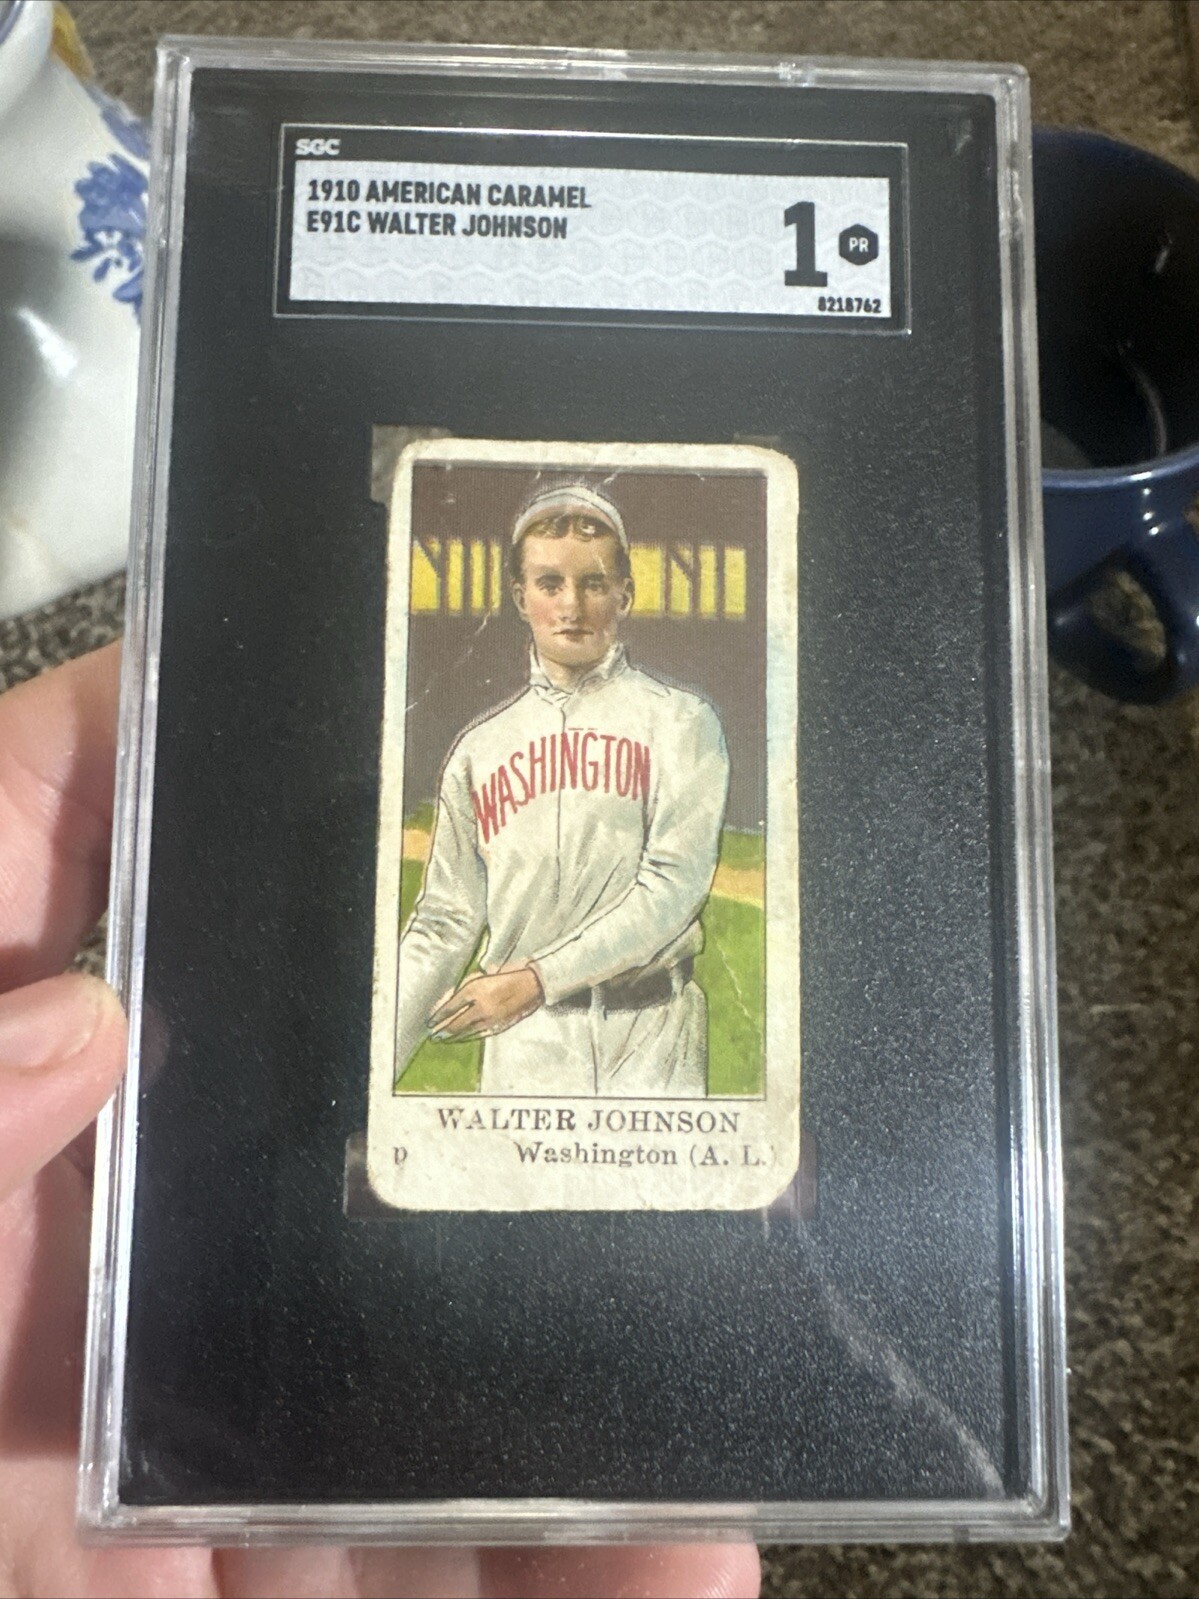 SGC
1910 AMERICAN CARAMEL
E91C WALTER JOHNSON
1 PR
8218762
WASHINGTON
WALTER JOHNSON
p Washington (A. L.)